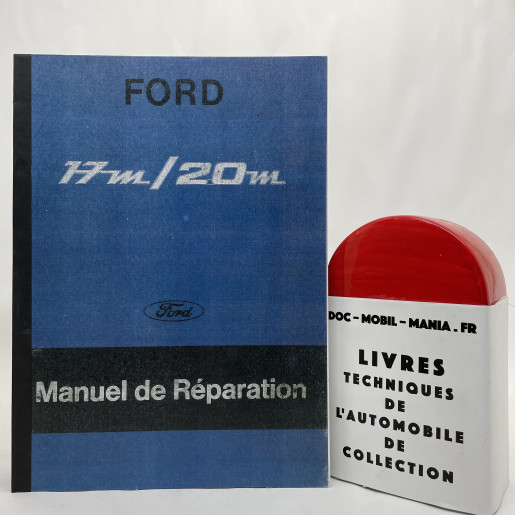 FORD
17m/20m
Ford
Manuel de Réparation
DOC - MOBIL - MANIA . FR
LIVRES
TECHNIQUES
DE
L'AUTOMOBILE
DE
COLLECTION